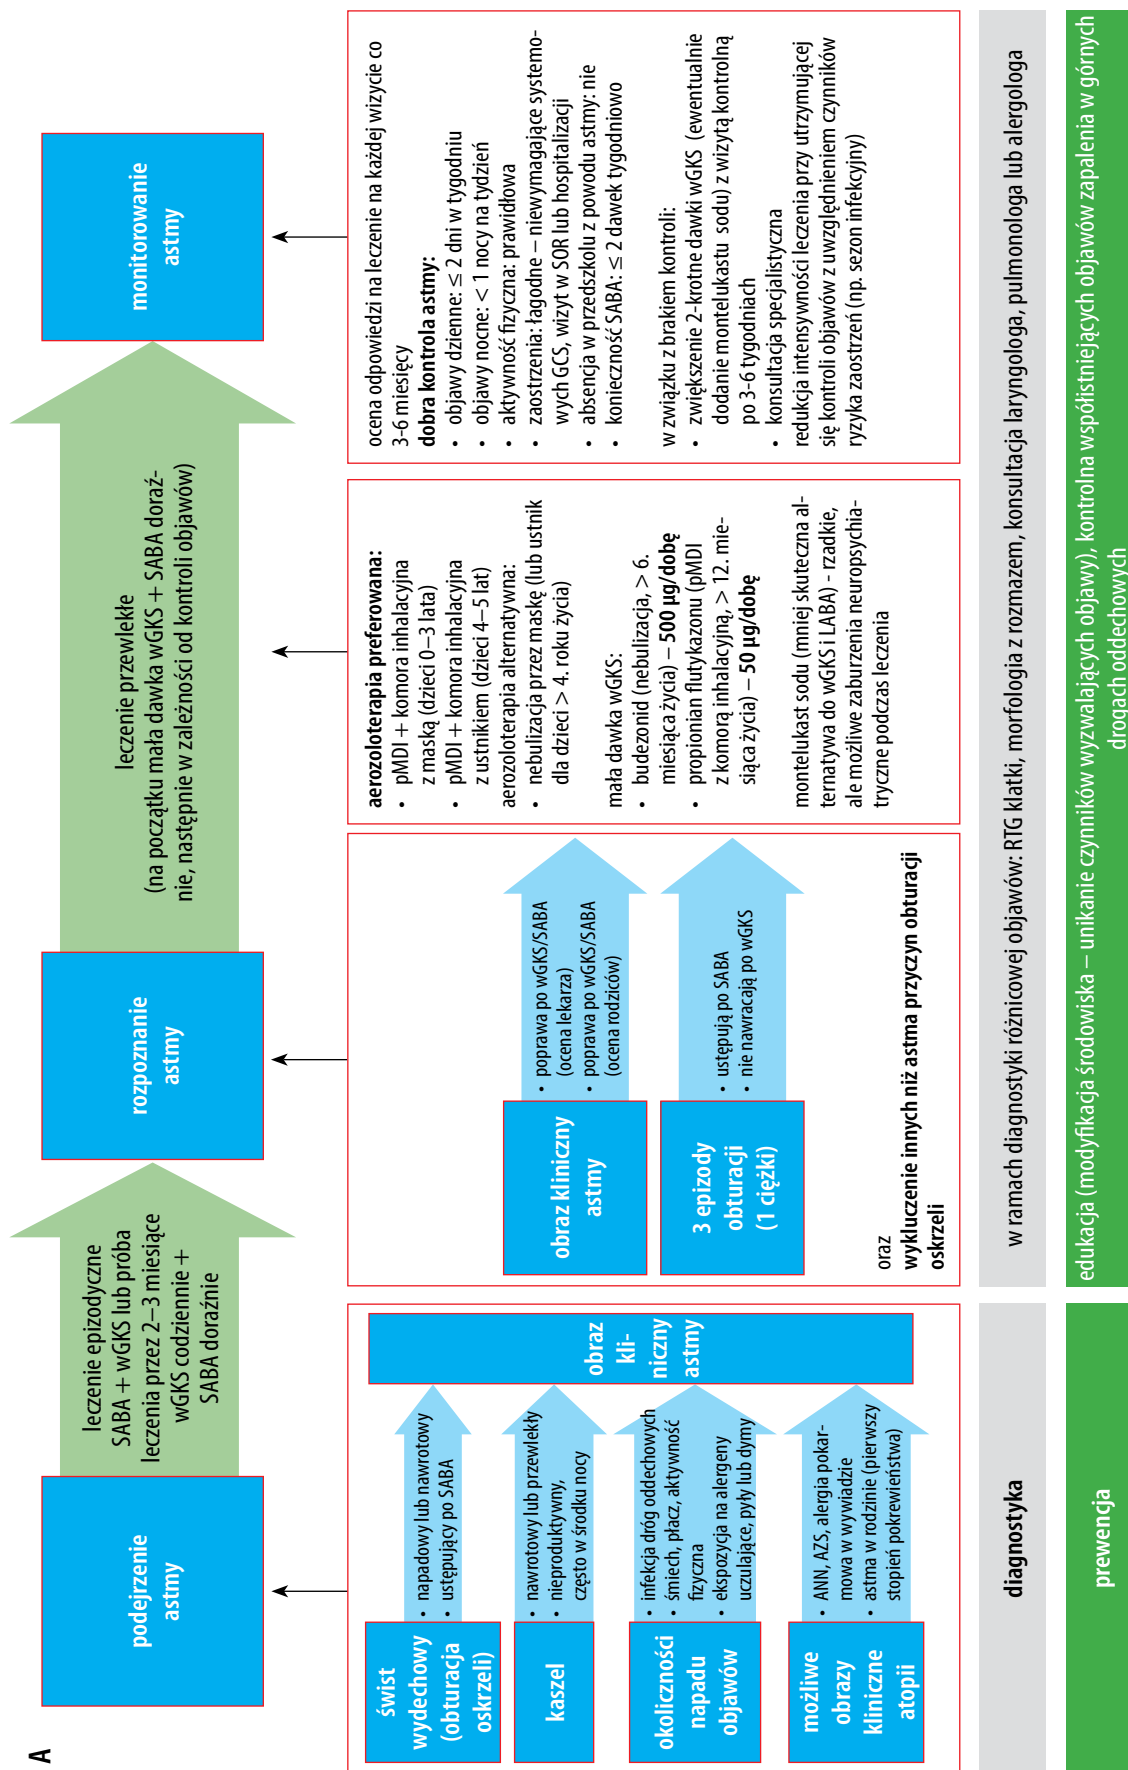 A
podejrzenie
astmy
leczenie epizodyczne
SABA + wGKS lub próba
leczenia przez 2–3 miesiące
wGKS codziennie +
SABA doraźnie
rozpoznanie
astmy
leczenie przewlekłe
(na początku mała dawka wGKS + SABA doraź-
nie, następnie w zależności od kontroli objawów)
monitorowanie
astmy
świst
wydechowy
(obturacja
oskrzeli)
• napadowy lub nawrotowy
• ustępujący po SABA
kaszel
• nawrotowy lub przewlekły
• nieproduktywny,
często w środku nocy
okoliczności
napadu
objawów
• infekcja dróg oddechowych
• śmiech, płacz, aktywność
fizyczna
• ekspozycja na alergeny
uczulające, pyły lub dymy
możliwe
obrazy
kliniczne
atopii
• ANN, AZS, alergia pokar-
mowa w wywiadzie
• astma w rodzinie (pierwszy
stopień pokrewieństwa)
obraz
kli-
niczny
astmy
obraz kliniczny
astmy
• poprawa po wGKS/SABA
(ocena lekarza)
• poprawa po wGKS/SABA
(ocena rodziców)
3 epizody
obturacji
(1 ciężki)
• ustępują po SABA
• nie nawracają po wGKS
oraz
wykluczenie innych niż astma przyczyn obturacji
oskrzeli
aerozoloterapia preferowana:
• pMDI + komora inhalacyjna
z maską (dzieci 0–3 lata)
• pMDI + komora inhalacyjna
z ustnikiem (dzieci 4–5 lat)
aerozoloterapia alternatywna:
• nebulizacja przez maskę (lub ustnik
dla dzieci > 4. roku życia)
mała dawka wGKS:
• budezonid (nebulizacja, > 6.
miesiąca życia) – 500 µg/dobę
• propionian flutykazonu (pMDI
z komorą inhalacyjną, > 12. mie-
siąca życia) – 50 µg/dobę
montelukast sodu (mniej skuteczna al-
ternatywa do wGKS i LABA) - rzadkie,
ale możliwe zaburzenia neuropsychia-
tryczne podczas leczenia
ocena odpowiedzi na leczenie na każdej wizycie co
3-6 miesięcy
dobra kontrola astmy:
• objawy dzienne: ≤ 2 dni w tygodniu
• objawy nocne: < 1 nocy na tydzień
• aktywność fizyczna: prawidłowa
• zaostrzenia: łagodne – niewymagające systemo-
wych GCS, wizyt w SOR lub hospitalizacji
• absencja w przedszkolu z powodu astmy: nie
• konieczność SABA: ≤ 2 dawek tygodniowo
w związku z brakiem kontroli:
• zwiększenie 2-krotne dawki wGKS (ewentualnie
dodanie montelukastu sodu) z wizytą kontrolną
po 3-6 tygodniach
• konsultacja specjalistyczna
redukcja intensywności leczenia przy utrzymującej
się kontroli objawów z uwzględnieniem czynników
ryzyka zaostrzeń (np. sezon infekcyjny)
diagnostyka
w ramach diagnostyki różnicowej objawów: RTG klatki, morfologia z rozmazem, konsultacja laryngologa, pulmonologa lub alergologa
prewencja
edukacja (modyfikacja środowiska – unikanie czynników wyzwalających objawy), kontrolna współistniejących objawów zapalenia w górnych
drogach oddechowych